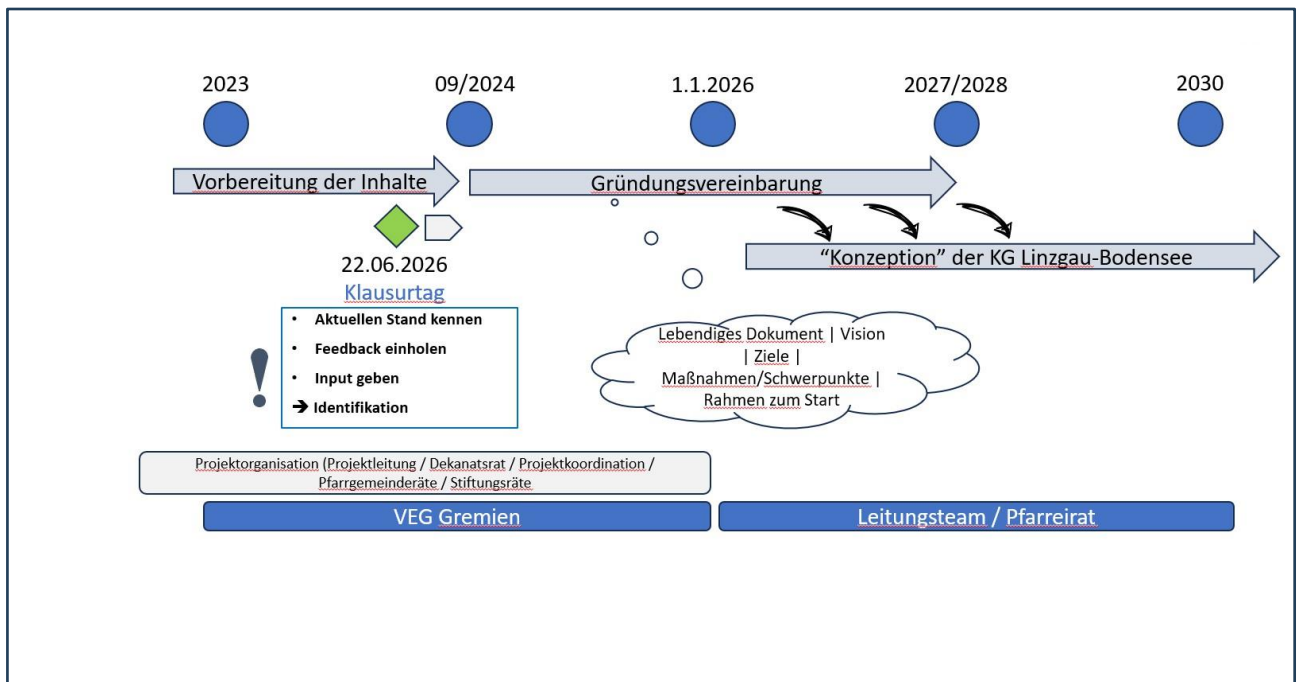 2023
09/2024
1.1.2026
2027/2028
2030
Vorbereitung der Inhalte
Gründungsvereinbarung
22.06.2026
Klausurtag
“Konzeption” der KG Linzgau-Bodensee
• Aktuellen Stand kennen
• Feedback einholen
• Input geben
➔ Identifikation
!
Lebendiges Dokument | Vision
| Ziele |
Maßnahmen/Schwerpunkte |
Rahmen zum Start
Projektorganisation (Projektleitung / Dekanatsrat / Projektkoordination /
Pfarrgemeinderäte / Stiftungsräte
VEG Gremien
Leitungsteam / Pfarreirat